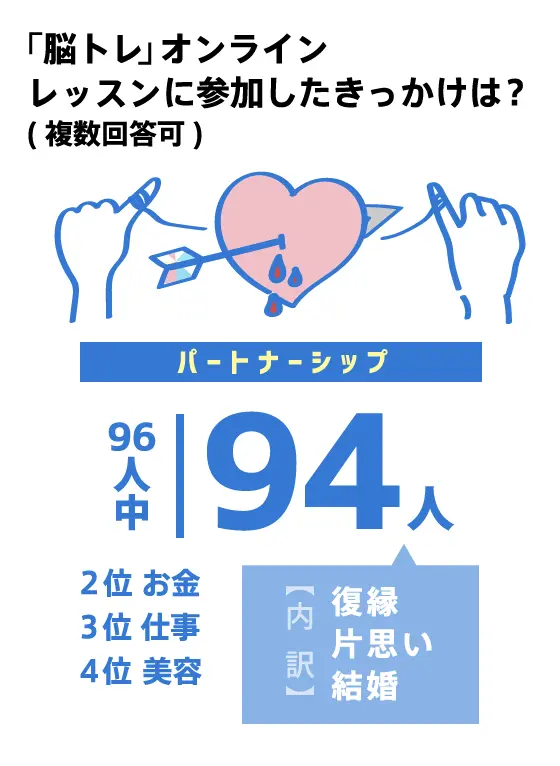 「脳トレ」オンライン
レッスンに参加したきっかけは？
(複数回答可)
パートナーシップ
96
人
中
94人
2位 お金
3位 仕事
4位 美容
【内訳】
復縁
片思い
結婚